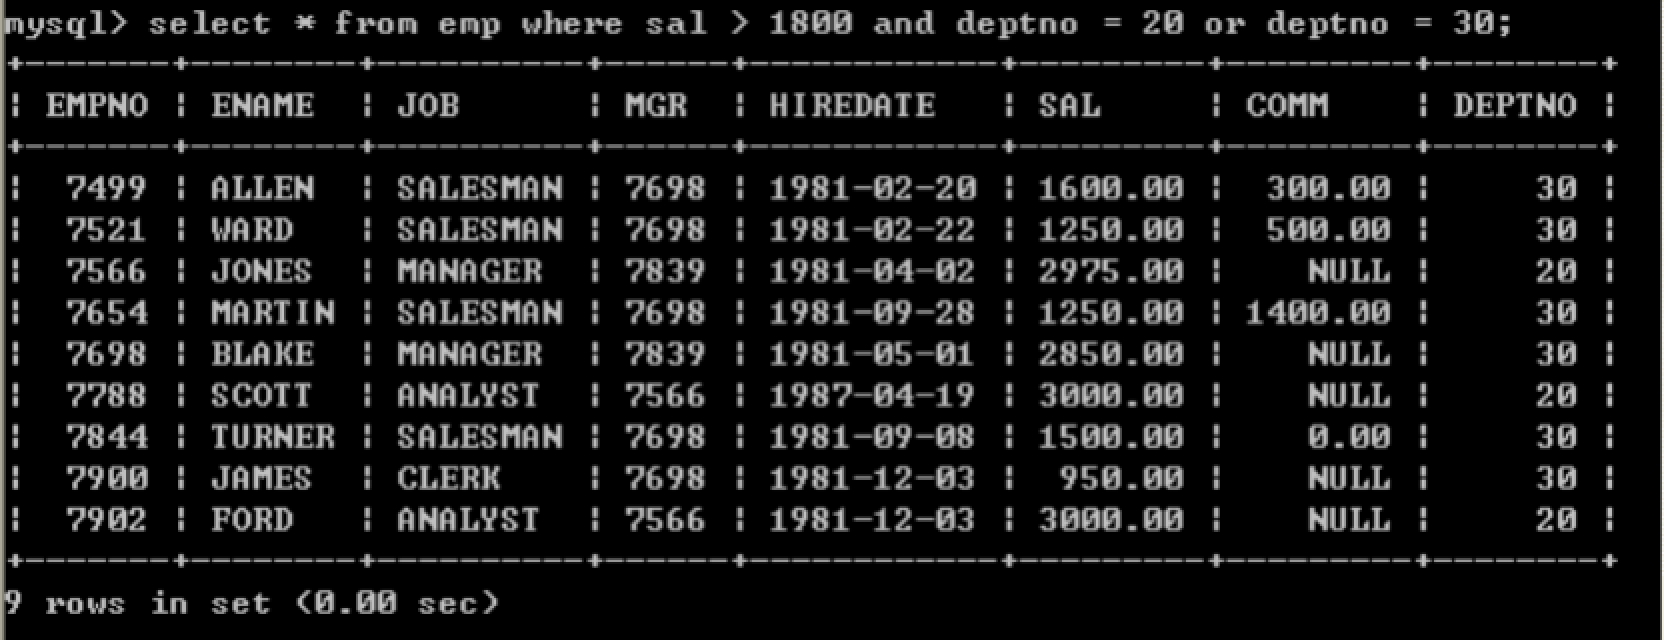 mysql> select * from emp where sal > 1800 and deptno = 20 or deptno = 30;
+-------+--------+----------+------+------------+---------+---------+--------+
| EMPNO | ENAME  | JOB      | MGR  | HIREDATE   | SAL     | COMM    | DEPTNO |
+-------+--------+----------+------+------------+---------+---------+--------+
|  7499 | ALLEN  | SALESMAN | 7698 | 1981-02-20 | 1600.00 |  300.00 |     30 |
|  7521 | WARD   | SALESMAN | 7698 | 1981-02-22 | 1250.00 |  500.00 |     30 |
|  7566 | JONES  | MANAGER  | 7839 | 1981-04-02 | 2975.00 |    NULL |     20 |
|  7654 | MARTIN | SALESMAN | 7698 | 1981-09-28 | 1250.00 | 1400.00 |     30 |
|  7698 | BLAKE  | MANAGER  | 7839 | 1981-05-01 | 2850.00 |    NULL |     30 |
|  7788 | SCOTT  | ANALYST  | 7566 | 1987-04-19 | 3000.00 |    NULL |     20 |
|  7844 | TURNER | SALESMAN | 7698 | 1981-09-08 | 1500.00 |    0.00 |     30 |
|  7900 | JAMES  | CLERK    | 7698 | 1981-12-03 |  950.00 |    NULL |     30 |
|  7902 | FORD   | ANALYST  | 7566 | 1981-12-03 | 3000.00 |    NULL |     20 |
+-------+--------+----------+------+------------+---------+---------+--------+
9 rows in set (0.00 sec)